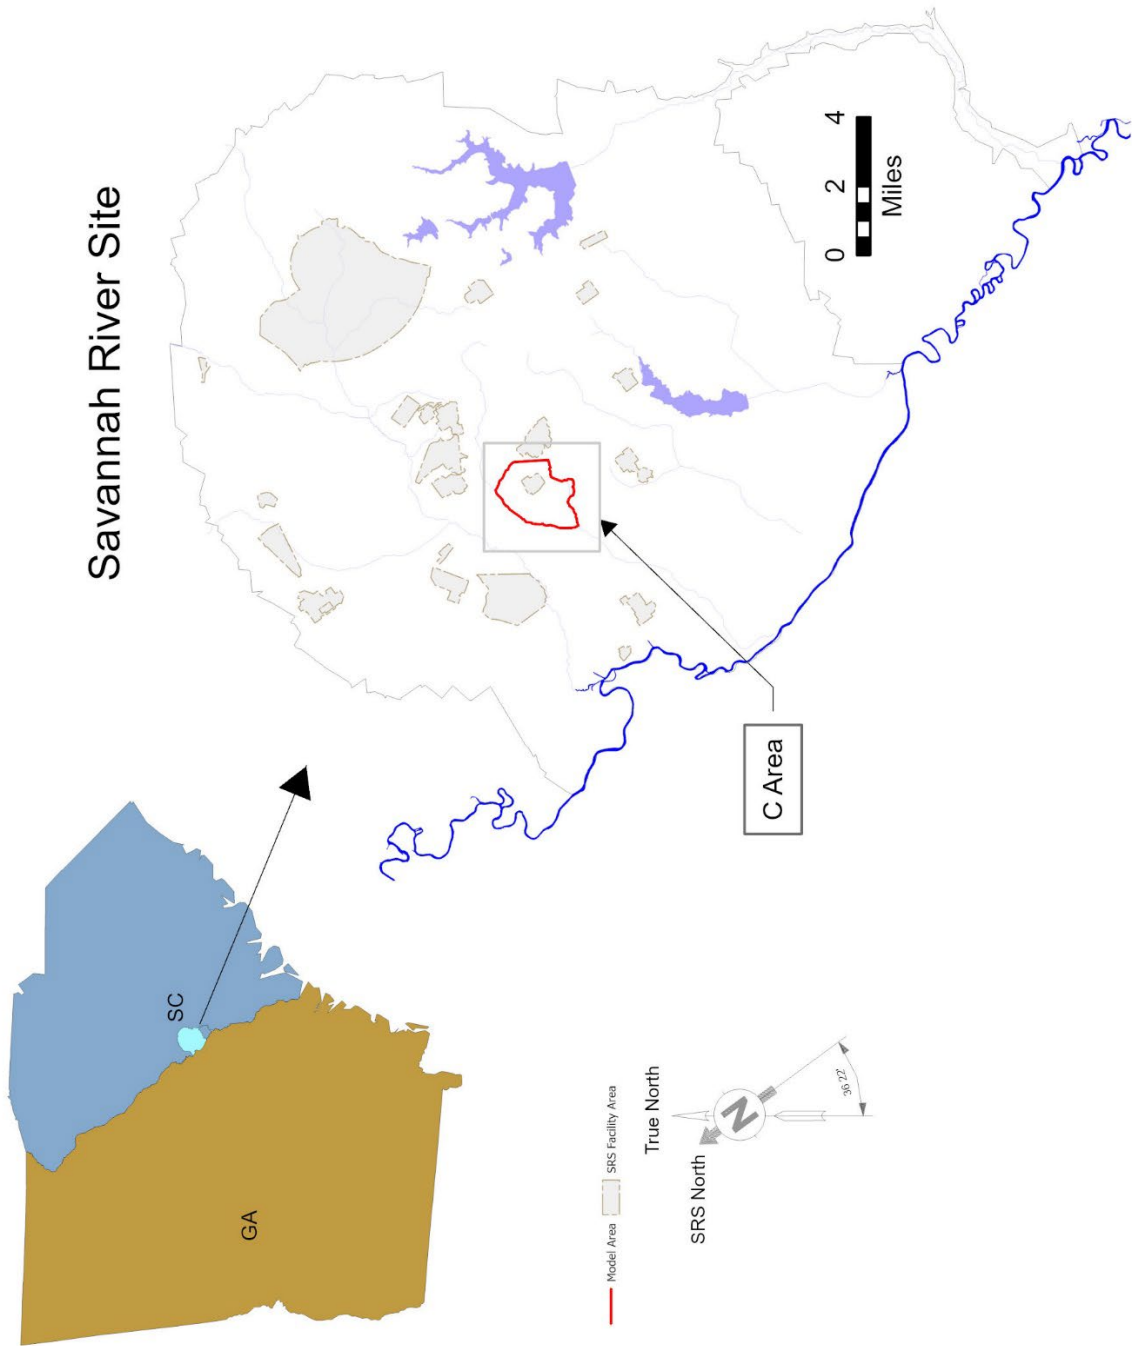 Savannah River Site
SC
GA
C Area
0 2 4
Miles
Model Area
SRS Facility Area
True North
SRS North
N
36 22'